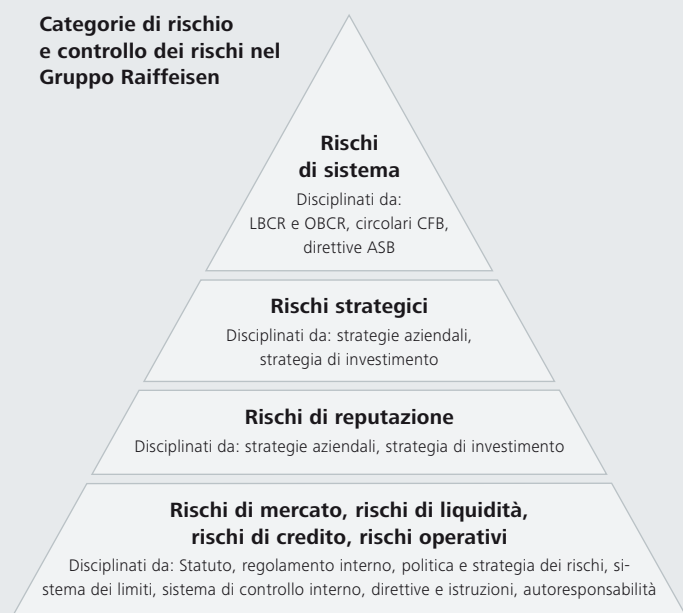 Categorie di rischio
e controllo dei rischi nel
Gruppo Raiffeisen
Rischi
di sistema
Disciplinati da:
LBCR e OBCR, circolari CFB,
direttive ASB
Rischi strategici
Disciplinati da: strategie aziendali,
strategia di investimento
Rischi di reputazione
Disciplinati da: strategie aziendali, strategia di investimento
Rischi di mercato, rischi di liquidità,
rischi di credito, rischi operativi
Disciplinati da: Statuto, regolamento interno, politica e strategia dei rischi, si-
stema dei limiti, sistema di controllo interno, direttive e istruzioni, autoresponsabilità